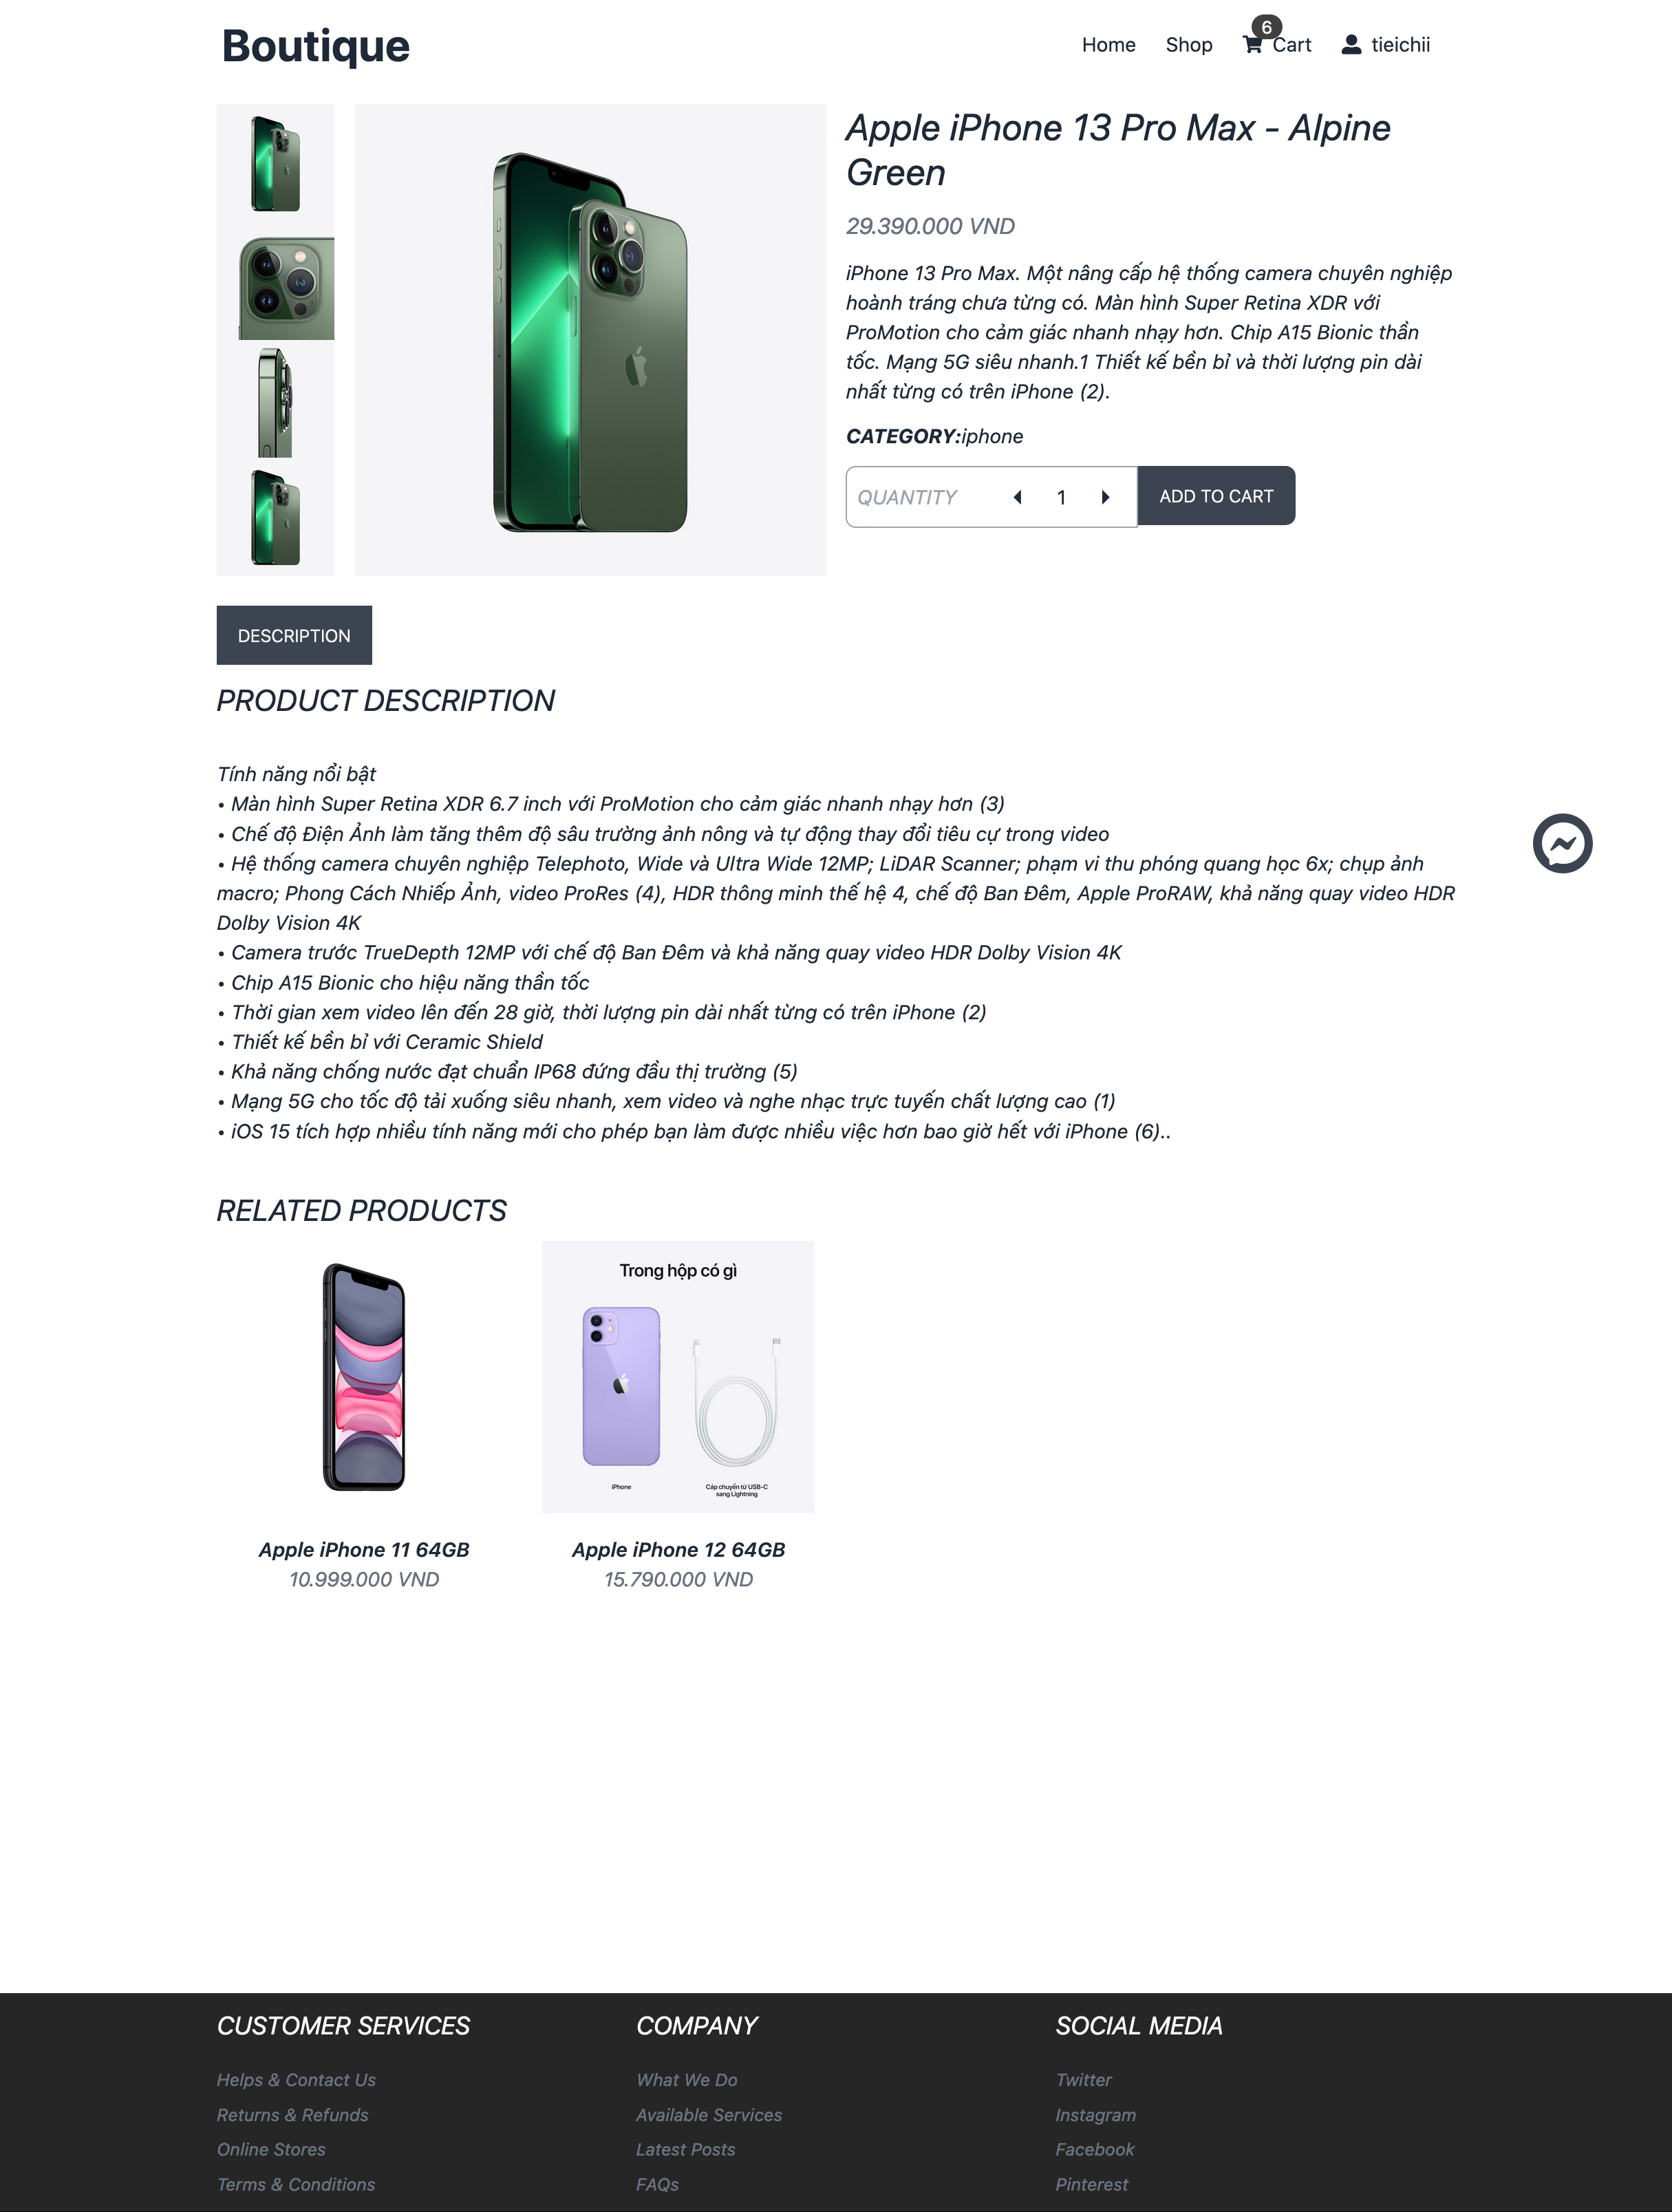 Boutique
Home
Shop
6
Cart
tieichii
Apple iPhone 13 Pro Max - Alpine
Green
29.390.000 VND
iPhone 13 Pro Max. Một nâng cấp hệ thống camera chuyên nghiệp
hoành tráng chưa từng có. Màn hình Super Retina XDR với
ProMotion cho cảm giác nhanh nhạy hơn. Chip A15 Bionic thần
tốc. Mạng 5G siêu nhanh.1 Thiết kế bền bỉ và thời lượng pin dài
nhất từng có trên iPhone (2).
CATEGORY:iphone
QUANTITY
1
ADD TO CART
DESCRIPTION
PRODUCT DESCRIPTION
Tính năng nổi bật
• Màn hình Super Retina XDR 6.7 inch với ProMotion cho cảm giác nhanh nhạy hơn (3)
• Chế độ Điện Ảnh làm tăng thêm độ sâu trường ảnh nông và tự động thay đổi tiêu cự trong video
• Hệ thống camera chuyên nghiệp Telephoto, Wide và Ultra Wide 12MP; LiDAR Scanner; phạm vi thu phóng quang học 6x; chụp ảnh
macro; Phong Cách Nhiếp Ảnh, video ProRes (4), HDR thông minh thế hệ 4, chế độ Ban Đêm, Apple ProRAW, khả năng quay video HDR
Dolby Vision 4K
• Camera trước TrueDepth 12MP với chế độ Ban Đêm và khả năng quay video HDR Dolby Vision 4K
• Chip A15 Bionic cho hiệu năng thần tốc
• Thời gian xem video lên đến 28 giờ, thời lượng pin dài nhất từng có trên iPhone (2)
• Thiết kế bền bỉ với Ceramic Shield
• Khả năng chống nước đạt chuẩn IP68 đứng đầu thị trường (5)
• Mạng 5G cho tốc độ tải xuống siêu nhanh, xem video và nghe nhạc trực tuyến chất lượng cao (1)
• iOS 15 tích hợp nhiều tính năng mới cho phép bạn làm được nhiều việc hơn bao giờ hết với iPhone (6)..
RELATED PRODUCTS
Trong hộp có gì
iPhone
Cáp chuyển từ USB-C
sang Lightning
Apple iPhone 11 64GB
10.999.000 VND
Apple iPhone 12 64GB
15.790.000 VND
CUSTOMER SERVICES
Helps & Contact Us
Returns & Refunds
Online Stores
Terms & Conditions
COMPANY
What We Do
Available Services
Latest Posts
FAQs
SOCIAL MEDIA
Twitter
Instagram
Facebook
Pinterest